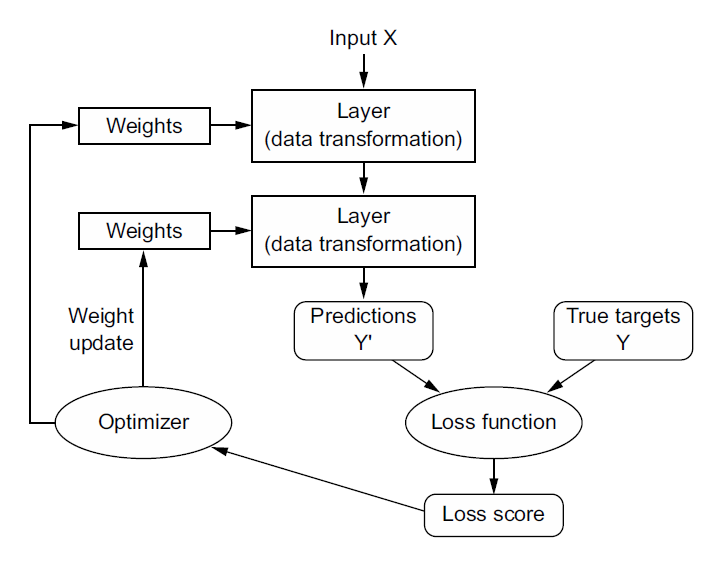 Input X
Layer
(data transformation)
Weights
Layer
(data transformation)
Weights
Weight
update
Predictions
Y'
True targets
Y
Optimizer
Loss function
Loss score